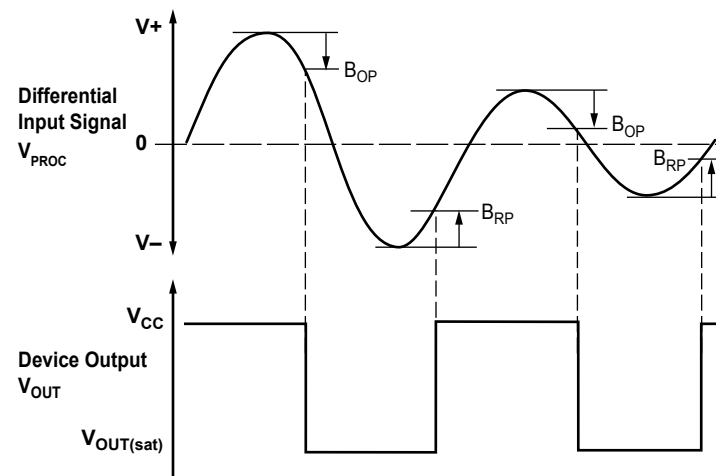 V+
B_OP
Differential
Input Signal
V_PROC
0
B_OP
B_RP
B_RP
V–
V_CC
Device Output
V_OUT
V_OUT(sat)